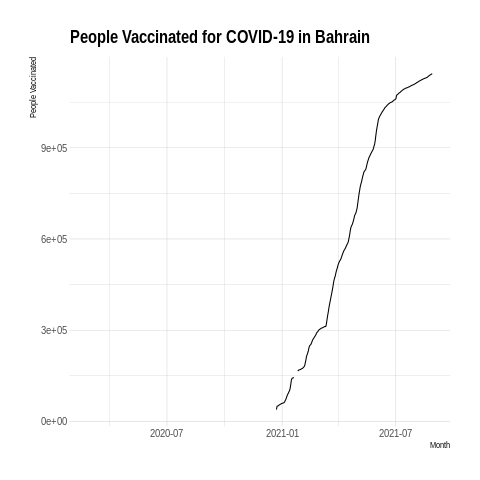 People Vaccinated for COVID-19 in Bahrain
People Vaccinated
9e+05
6e+05
3e+05
0e+00
2020-07 2021-01 2021-07
Month